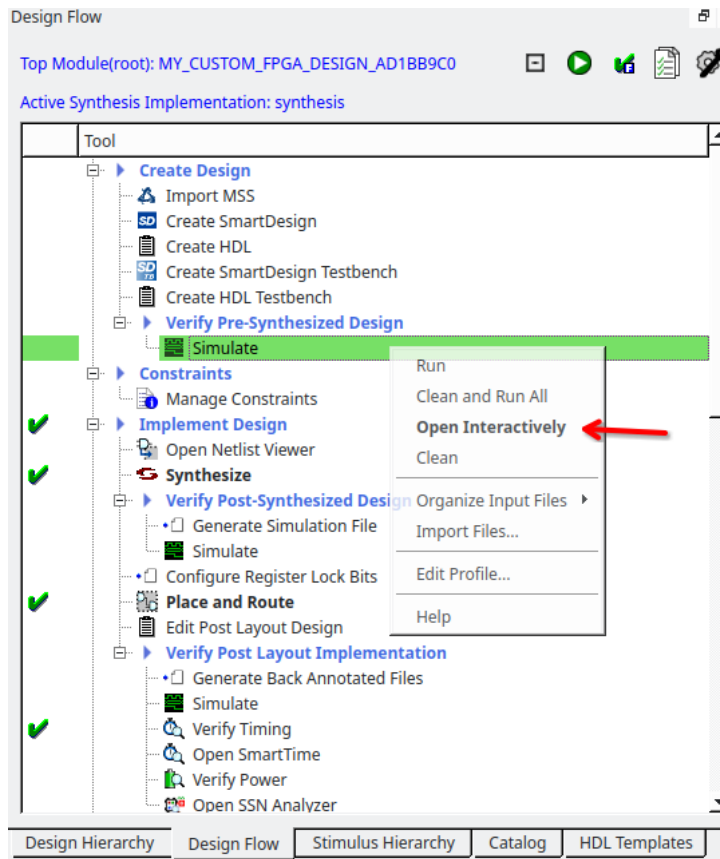 Design Flow
Top Module(root): MY_CUSTOM_FPGA_DESIGN_AD1BB9C0
Active Synthesis Implementation: synthesis
Tool
Create Design
Import MSS
SD Create SmartDesign
Create HDL
SD TB Create SmartDesign Testbench
Create HDL Testbench
Verify Pre-Synthesized Design
Simulate
Run
Constraints
Clean and Run All
Manage Constraints
Open Interactively
Implement Design
Open Netlist Viewer
Clean
Synthesize
Verify Post-Synthesized Design
Organize Input Files
Generate Simulation File
Import Files...
Simulate
Configure Register Lock Bits
Edit Profile...
Place and Route
Help
Edit Post Layout Design
Verify Post Layout Implementation
Generate Back Annotated Files
Simulate
Verify Timing
Open SmartTime
Verify Power
Open SSN Analyzer
Design Hierarchy Design Flow Stimulus Hierarchy Catalog HDL Templates